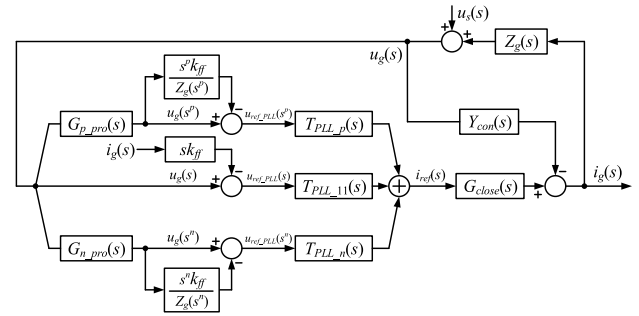 u_s(s)
+
+
Z_g(s)
u_g(s)
s^p k_ff
Z_g(s^p)
−
G_p_pro(s)
u_g(s^p)
+
u_ref_PLL(s^p)
T_PLL_p(s)
Y_con(s)
i_g(s)
sk_ff
−
u_g(s)
+
u_ref_PLL(s)
T_PLL_11(s)
+
i_ref(s)
G_close(s)
+
−
i_g(s)
G_n_pro(s)
u_g(s^n)
+
u_ref_PLL(s^n)
T_PLL_n(s)
−
s^n k_ff
Z_g(s^n)